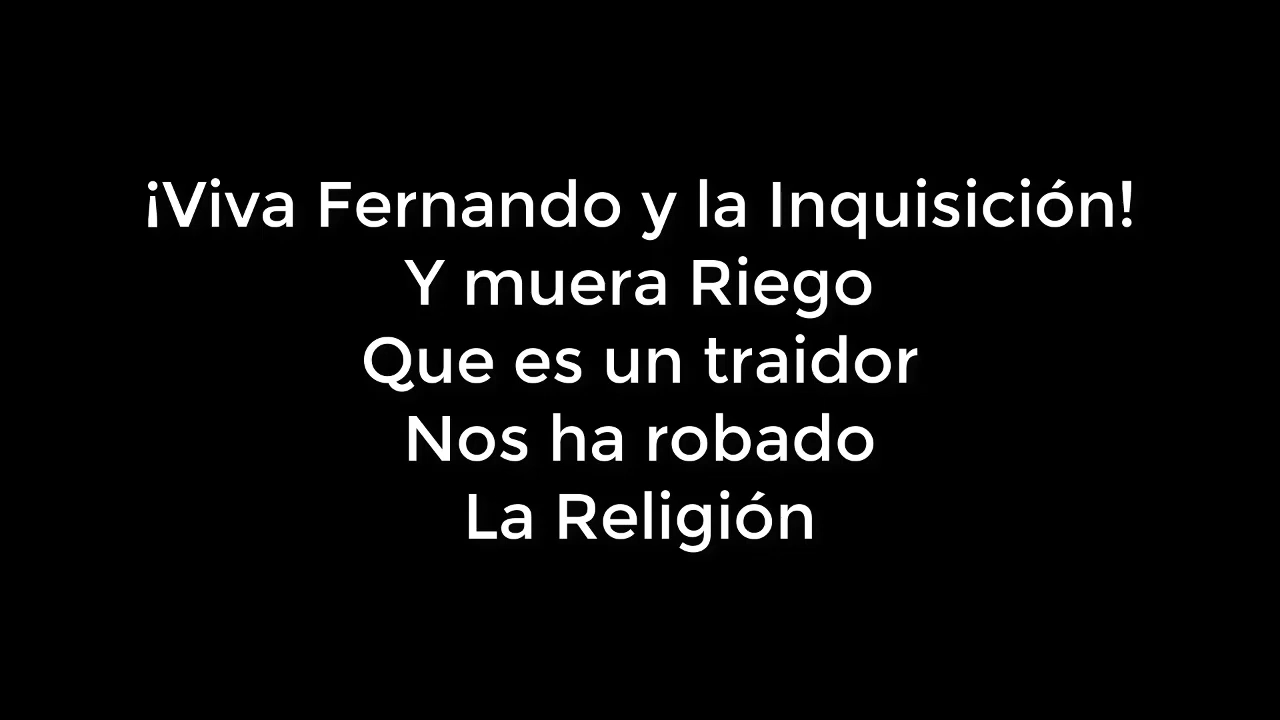 ¡Viva Fernando y la Inquisición!
Y muera Riego
Que es un traidor
Nos ha robado
La Religión